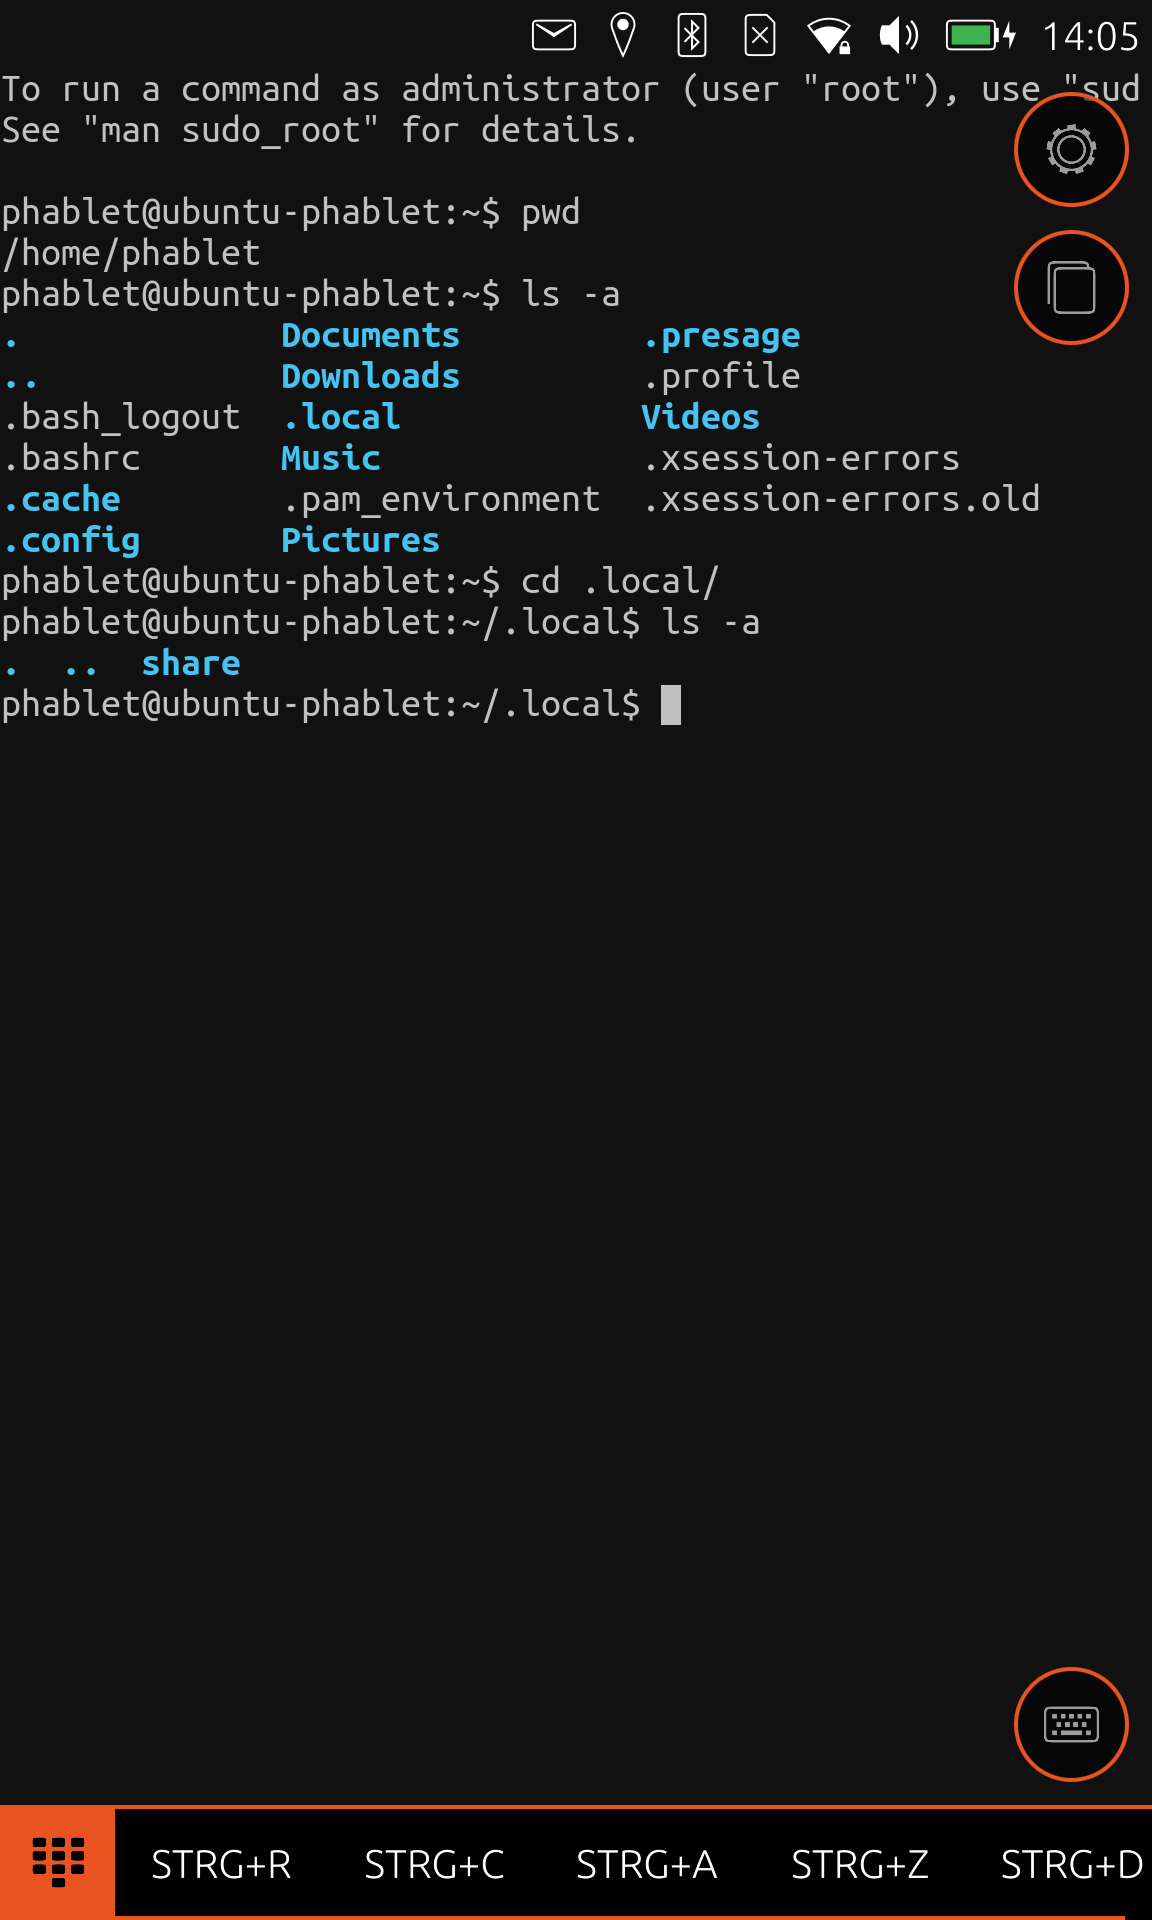 14:05
To run a command as administrator (user "root"), use "sud
See "man sudo_root" for details.
phablet@ubuntu-phablet:~$ pwd
/home/phablet
phablet@ubuntu-phablet:~$ ls -a
. Documents .presage
.. Downloads .profile
.bash_logout .local Videos
.bashrc Music .xsession-errors
.cache .pam_environment .xsession-errors.old
.config Pictures
phablet@ubuntu-phablet:~$ cd .local/
phablet@ubuntu-phablet:~/.local$ ls -a
. .. share
phablet@ubuntu-phablet:~/.local$
STRG+R STRG+C STRG+A STRG+Z STRG+D